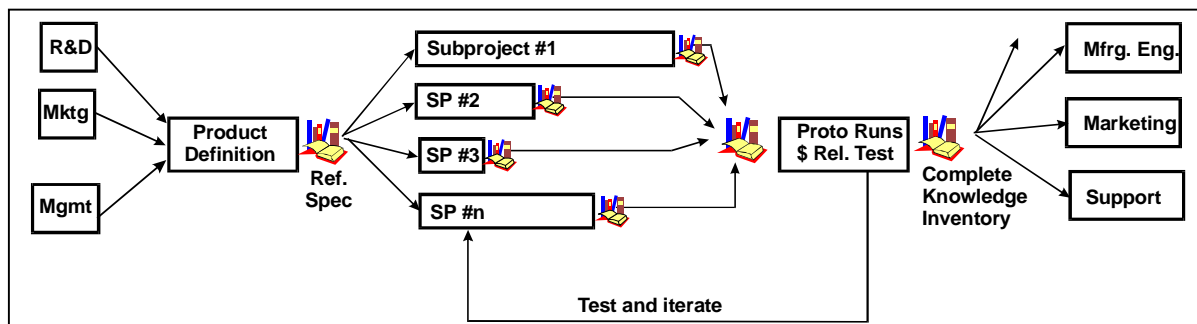 R&D
Mktg
Mgmt
Product
Definition
Ref.
Spec
Subproject #1
SP #2
SP #3
SP #n
Proto Runs
$ Rel. Test
Complete
Knowledge
Inventory
Mfrg. Eng.
Marketing
Support
Test and iterate